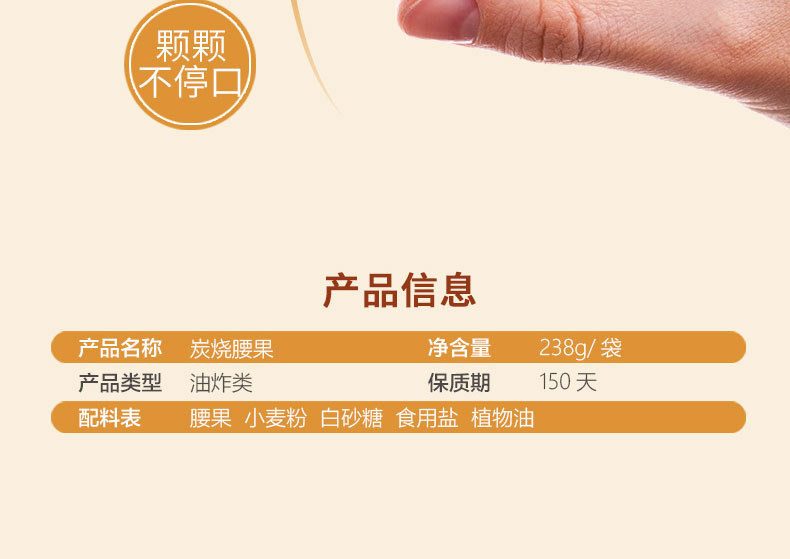 颗颗
不停口
产品信息
产品名称 炭烧腰果 净含量 238g/ 袋
产品类型 油炸类 保质期 150 天
配料表 腰果 小麦粉 白砂糖 食用盐 植物油